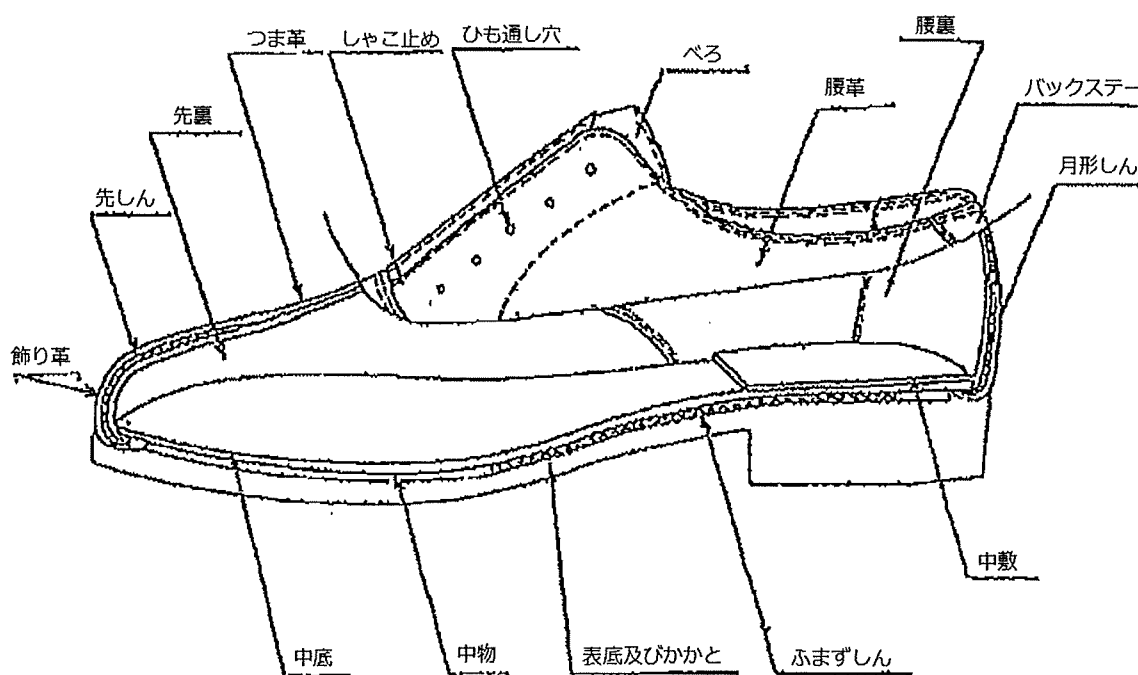 つま革
しゃこ止め
ひも通し穴
べろ
腰裏
腰革
バックステー
先裏
月形しん
先しん
飾り革
中敷
中底
中物
表底及びかかと
ふまずしん